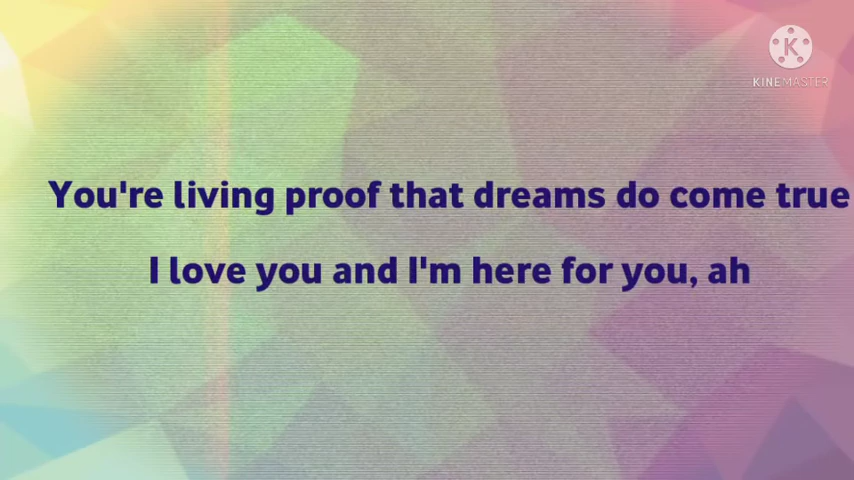 KINEMASTER
You're living proof that dreams do come true
I love you and I'm here for you, ah